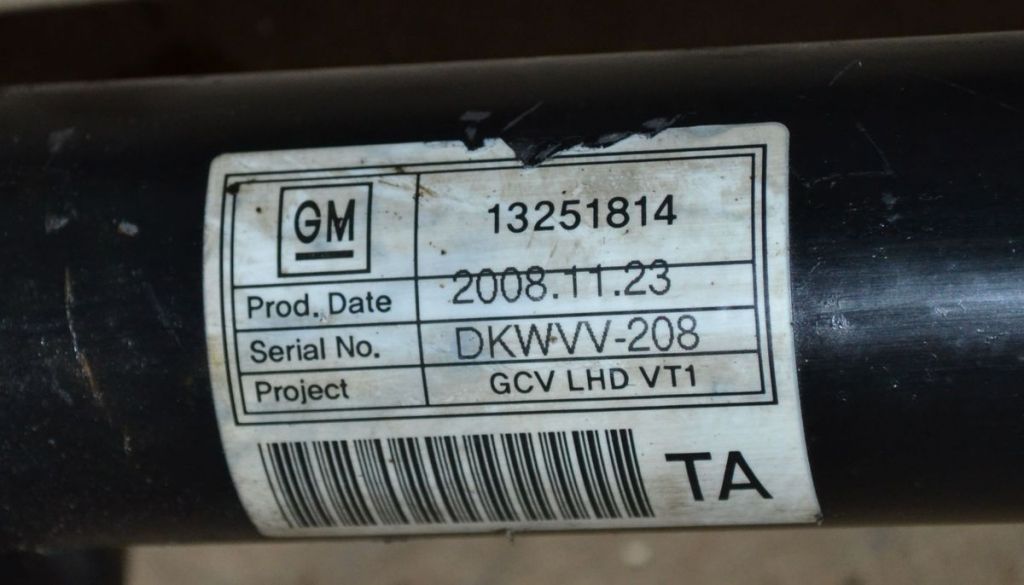 GM 13251814
Prod. Date 2008.11.23
Serial No. DKWVV-208
Project GCV LHD VT1
TA